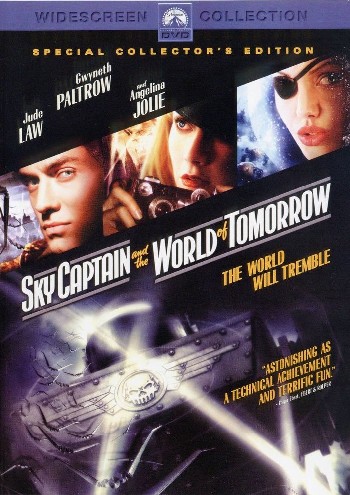 WIDESCREEN COLLECTION
DVD
SPECIAL COLLECTOR'S EDITION
Jude
LAW
Gwyneth
PALTROW
and
Angelina
JOLIE
SKY CAPTAIN and the WORLD of TOMORROW
THE WORLD
WILL TREMBLE
"ASTONISHING AS
A TECHNICAL ACHIEVEMENT
AND TERRIFIC FUN."